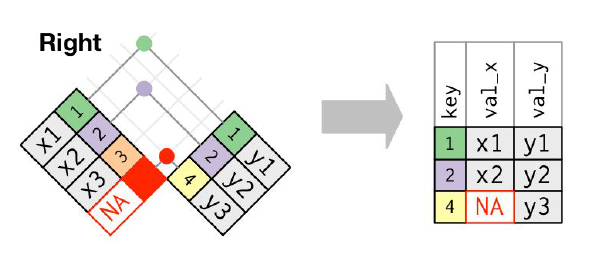 Right
1 x1
2 x2
3 x3
NA
1 y1
2 y2
4 y3
key val_x val_y
1 x1 y1
2 x2 y2
4 NA y3